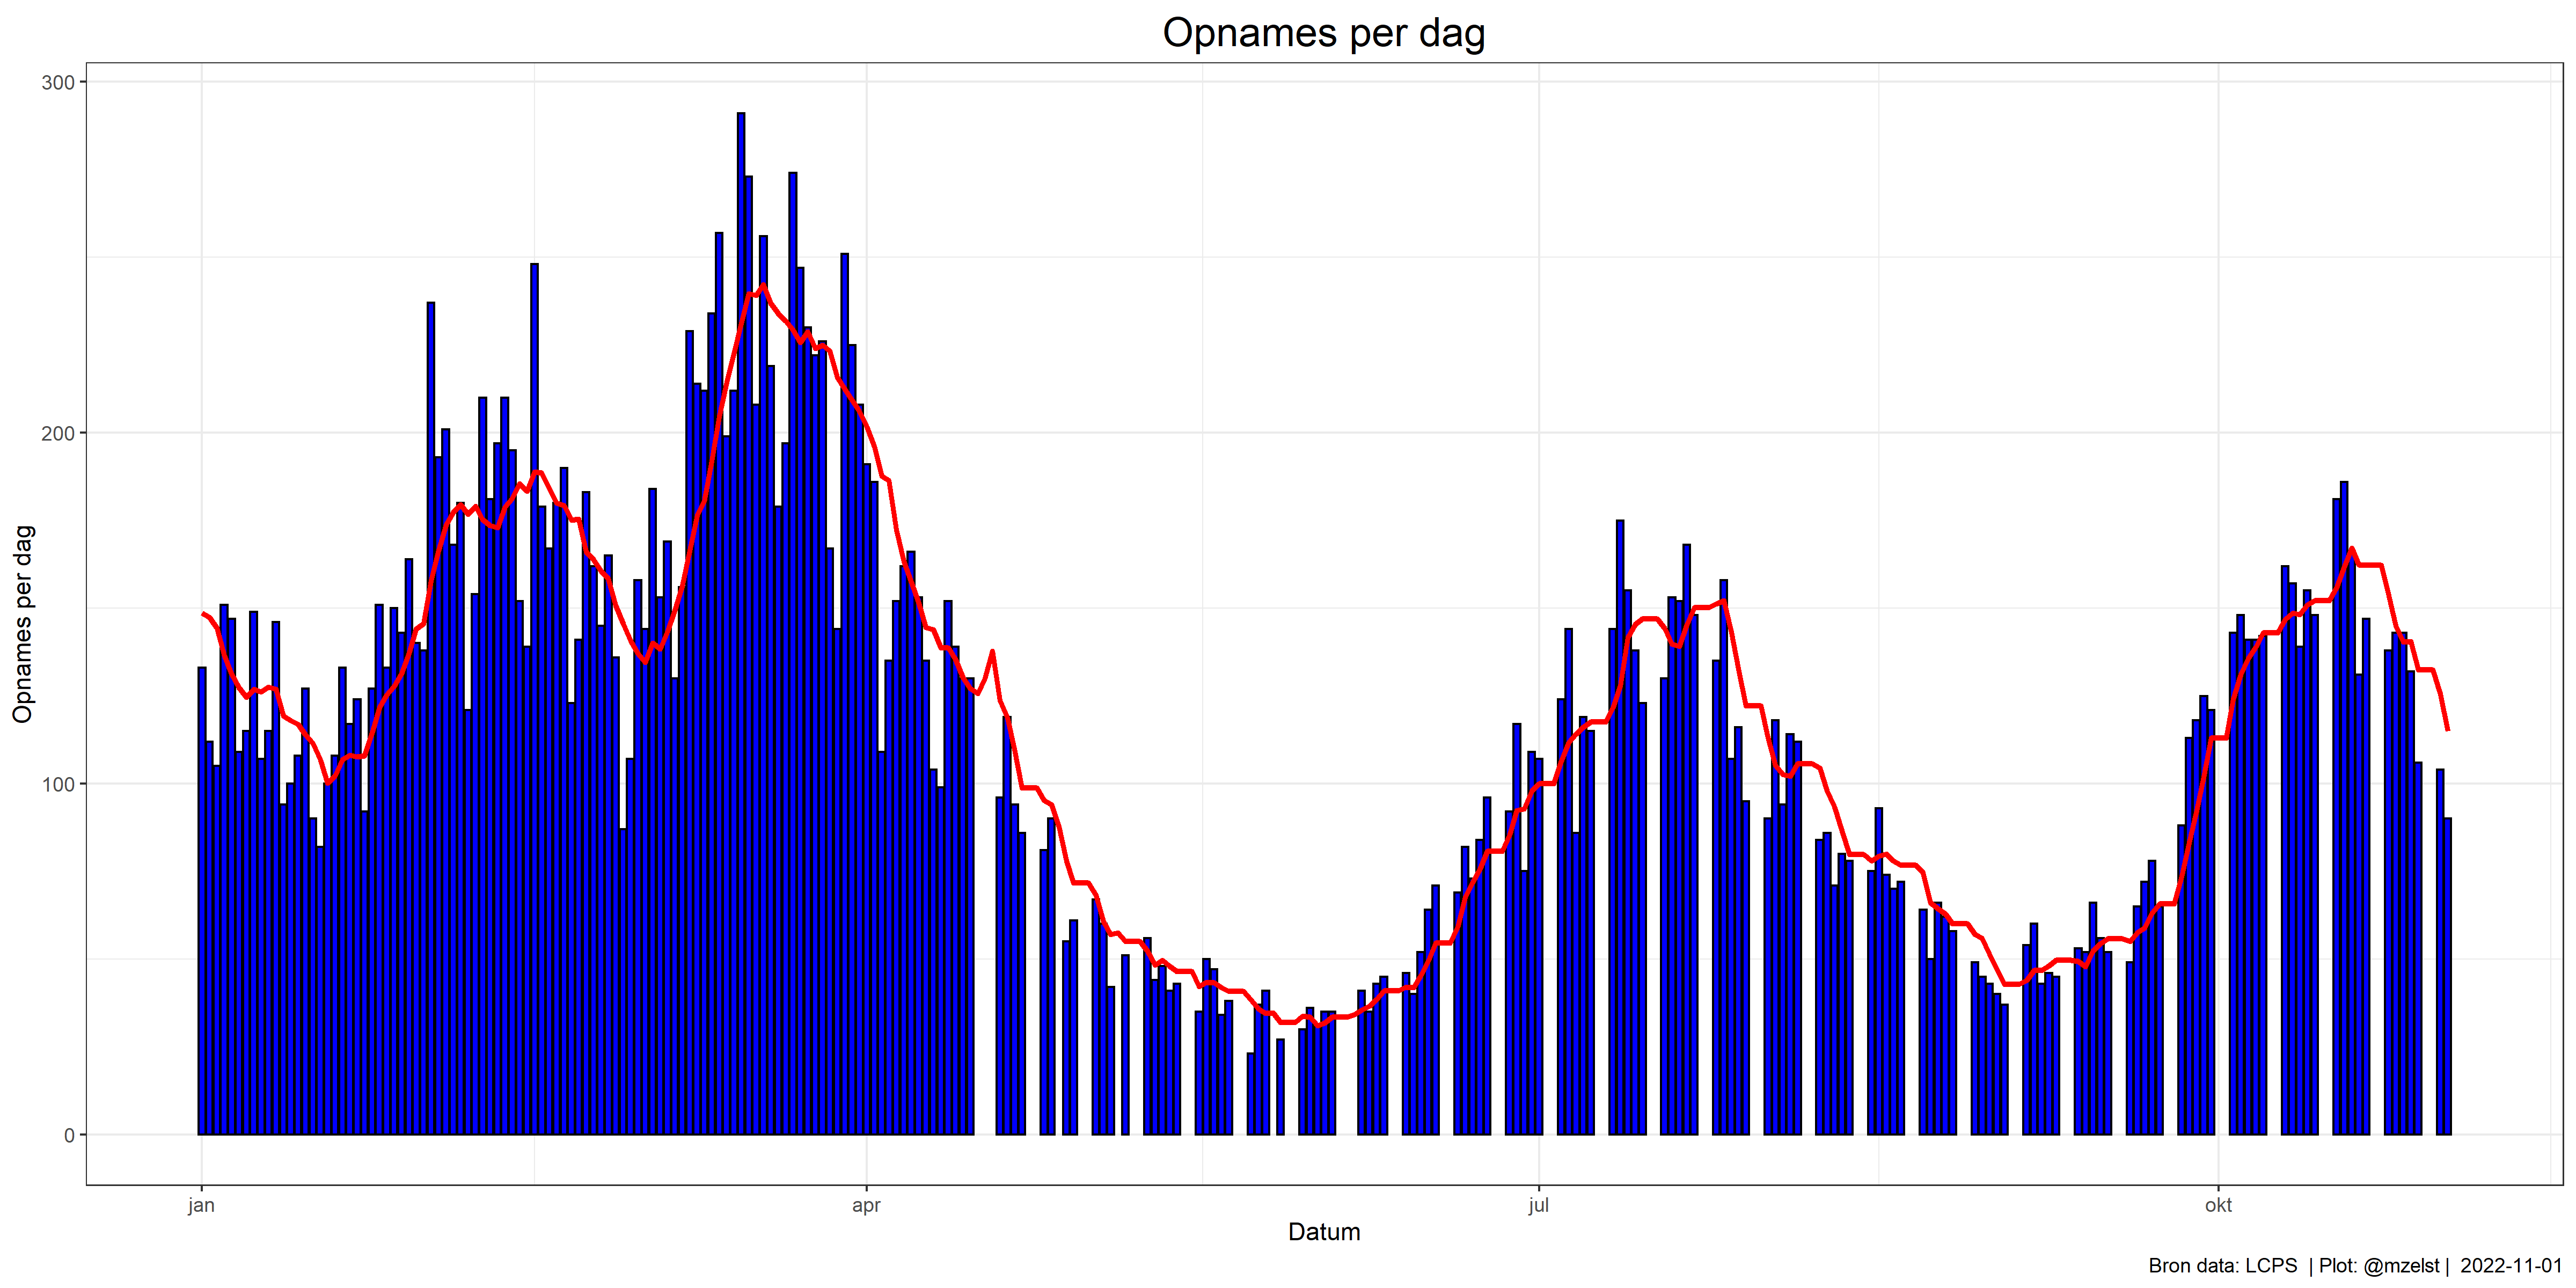 Opnames per dag
300
200
100
0
Opnames per dag
jan
apr
jul
okt
Datum
Bron data: LCPS | Plot: @mzelst | 2022-11-01